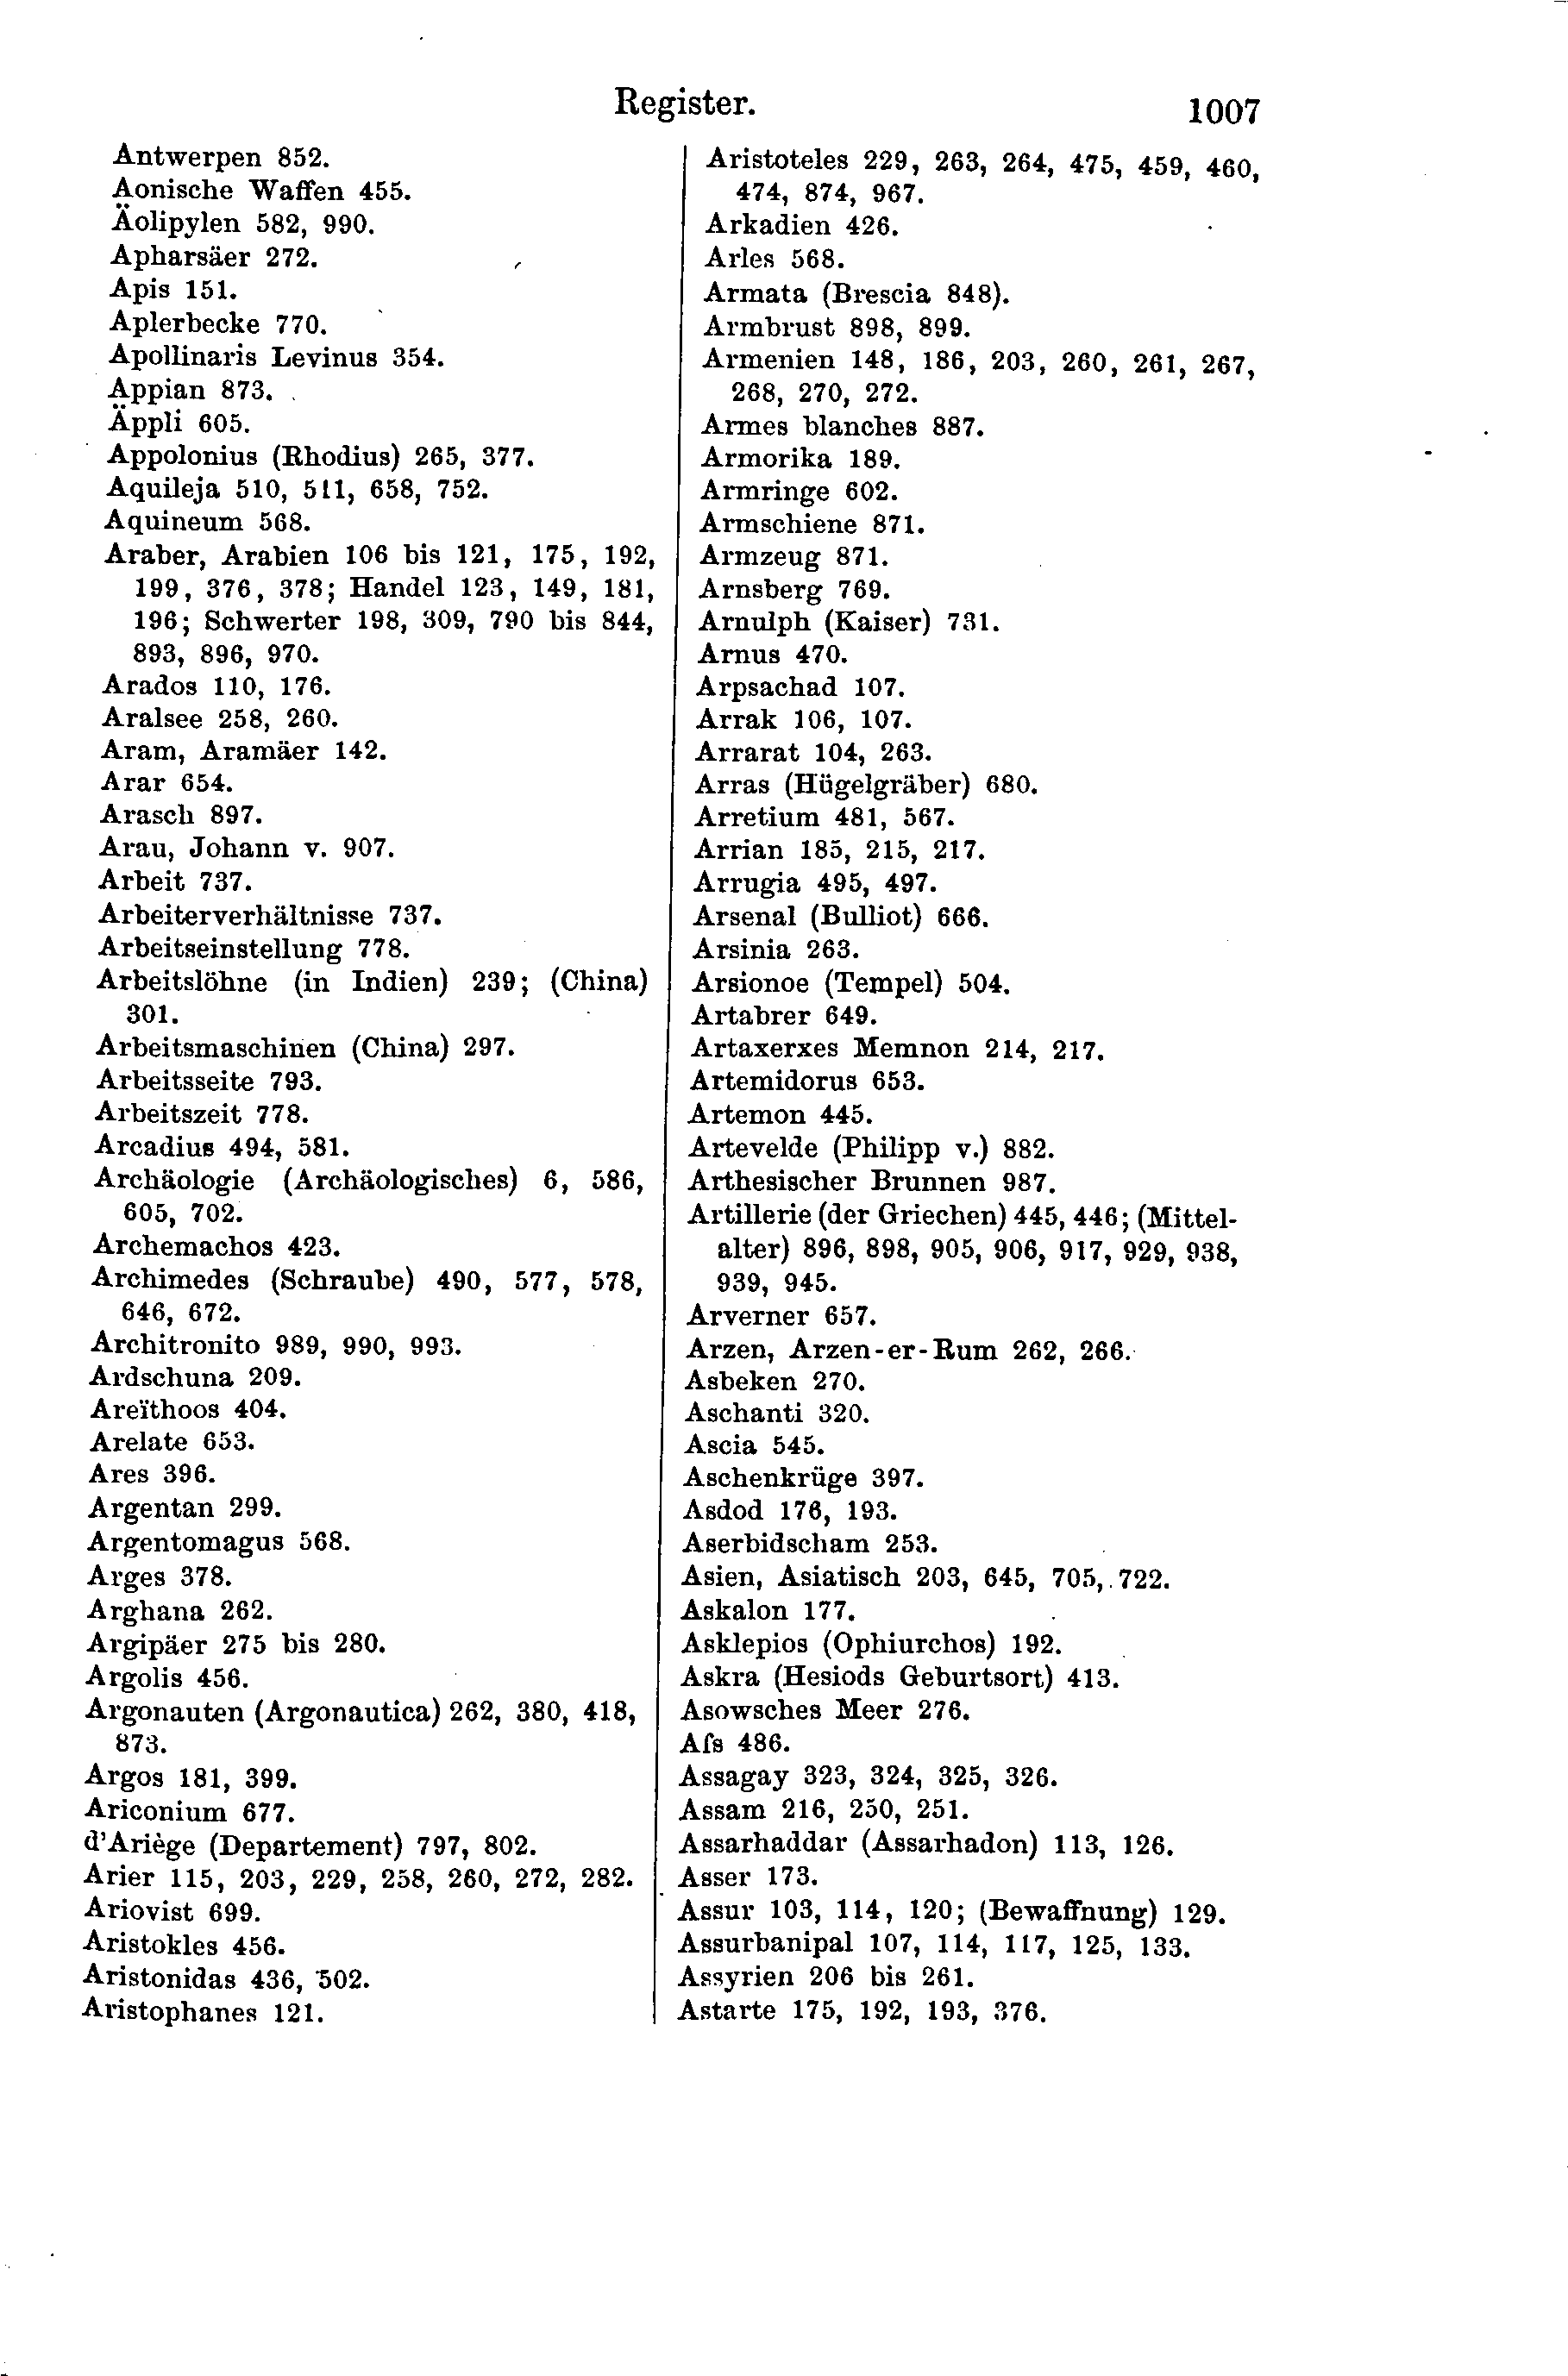 Register.
1007
Antwerpen 852.
Aonische Waffen 455.
Äolipylen 582, 990.
Apharsäer 272.
Apis 151.
Aplerbecke 770.
Apollinaris Levinus 354.
Appian 873.
Äppli 605.
Appolonius (Rhodius) 265, 377.
Aquileja 510, 511, 658, 752.
Aquineum 568.
Araber, Arabien 106 bis 121, 175, 192,
199, 376, 378; Handel 123, 149, 181,
196; Schwerter 198, 309, 790 bis 844,
893, 896, 970.
Arados 110, 176.
Aralsee 258, 260.
Aram, Aramäer 142.
Arar 654.
Arasch 897.
Arau, Johann v. 907.
Arbeit 737.
Arbeiterverhältnisse 737.
Arbeitseinstellung 778.
Arbeitslöhne (in Indien) 239; (China)
301.
Arbeitsmaschinen (China) 297.
Arbeitsseite 793.
Arbeitszeit 778.
Arcadius 494, 581.
Archäologie (Archäologisches) 6, 586,
605, 702.
Archemachos 423.
Archimedes (Schraube) 490, 577, 578,
646, 672.
Architronito 989, 990, 993.
Ardschuna 209.
Areïthoos 404.
Arelate 653.
Ares 396.
Argentan 299.
Argentomagus 568.
Arges 378.
Arghana 262.
Argipäer 275 bis 280.
Argolis 456.
Argonauten (Argonautica) 262, 380, 418,
873.
Argos 181, 399.
Ariconium 677.
d'Ariège (Departement) 797, 802.
Arier 115, 203, 229, 258, 260, 272, 282.
Ariovist 699.
Aristokles 456.
Aristonidas 436, 502.
Aristophanes 121.
Aristoteles 229, 263, 264, 475, 459, 460,
474, 874, 967.
Arkadien 426.
Arles 568.
Armata (Brescia 848).
Armbrust 898, 899.
Armenien 148, 186, 203, 260, 261, 267,
268, 270, 272.
Armes blanches 887.
Armorika 189.
Armringe 602.
Armschiene 871.
Armzeug 871.
Arnsberg 769.
Arnulph (Kaiser) 731.
Arnus 470.
Arpsachad 107.
Arrak 106, 107.
Arrarat 104, 263.
Arras (Hügelgräber) 680.
Arretium 481, 567.
Arrian 185, 215, 217.
Arrugia 495, 497.
Arsenal (Bulliot) 666.
Arsinia 263.
Arsionoe (Tempel) 504.
Artabrer 649.
Artaxerxes Memnon 214, 217.
Artemidorus 653.
Artemon 445.
Artevelde (Philipp v.) 882.
Arthesischer Brunnen 987.
Artillerie (der Griechen) 445, 446; (Mittel-
alter) 896, 898, 905, 906, 917, 929, 938,
939, 945.
Arverner 657.
Arzen, Arzen-er-Rum 262, 266.
Asbeken 270.
Aschanti 320.
Ascia 545.
Aschenkrüge 397.
Asdod 176, 193.
Aserbidscham 253.
Asien, Asiatisch 203, 645, 705, 722.
Askalon 177.
Asklepios (Ophiurchos) 192.
Askra (Hesiods Geburtsort) 413.
Asowsches Meer 276.
Aſs 486.
Assagay 323, 324, 325, 326.
Assam 216, 250, 251.
Assarhaddar (Assarhadon) 113, 126.
Asser 173.
Assur 103, 114, 120; (Bewaffnung) 129.
Assurbanipal 107, 114, 117, 125, 133.
Assyrien 206 bis 261.
Astarte 175, 192, 193, 376.